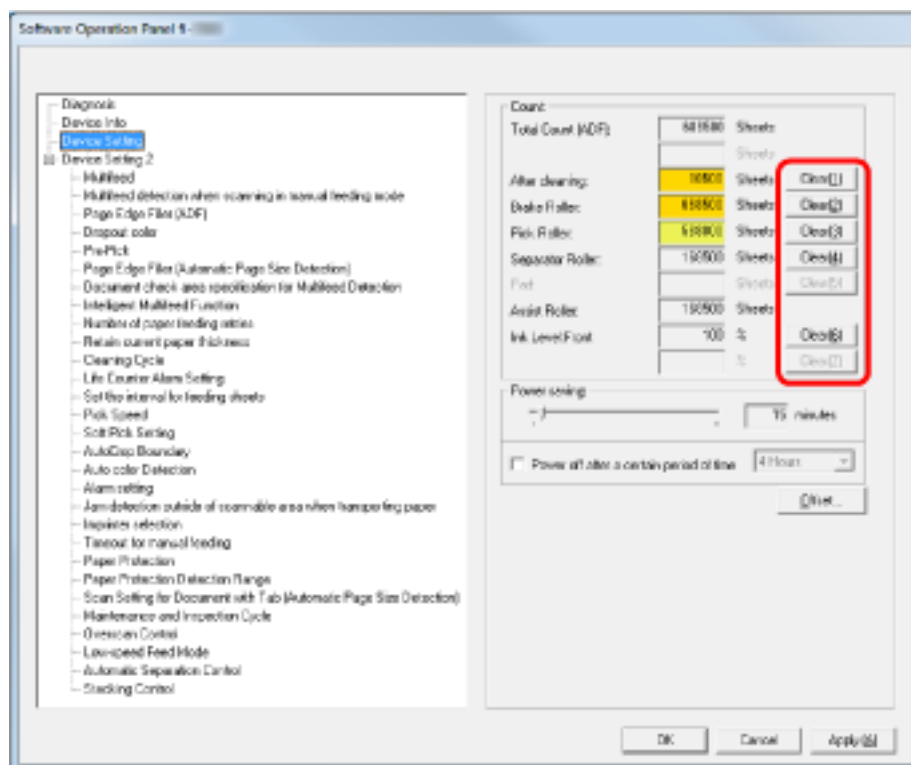 Software Operation Panel
Diagnosis
Device Info
Device Setting
Device Setting 2
Multifeed
Multifeed detection when scanning in manual feeding mode
Page Edge Filler (ADF)
Dropout color
Pre-Pick
Page Edge Filler (Automatic Page Size Detection)
Document check area specification for Multifeed Detection
Intelligent Multifeed Function
Number of paper feeding retries
Retain current paper thickness
Cleaning Cycle
Life Counter Alarm Setting
Set the interval for feeding sheets
Pick Speed
Soft Pick Setting
AutoCrop Boundary
Auto color Detection
Alarm setting
Jam detection outside of scannable area when transporting paper
Imprinter selection
Timeout for manual feeding
Paper Protection
Paper Protection Detection Range
Scan Setting for Document with Tab (Automatic Page Size Detection)
Maintenance and Inspection Cycle
Overscan Control
Low-speed Feed Mode
Automatic Separation Control
Stacking Control
Count
Total Count (ADF): Sheets
Sheets
After cleaning: 10500 Sheets Clear(1)
Brake Roller: Sheets Clear(2)
Pick Roller: Sheets Clear(3)
Separator Roller: Sheets Clear(4)
Pad: Sheets Clear(5)
Assist Roller: Sheets
Ink Level:Front 100 % Clear(6)
% Clear(7)
Power saving
15 minutes
Power off after a certain period of time 4 Hours
Offset...
OK Cancel Apply(A)